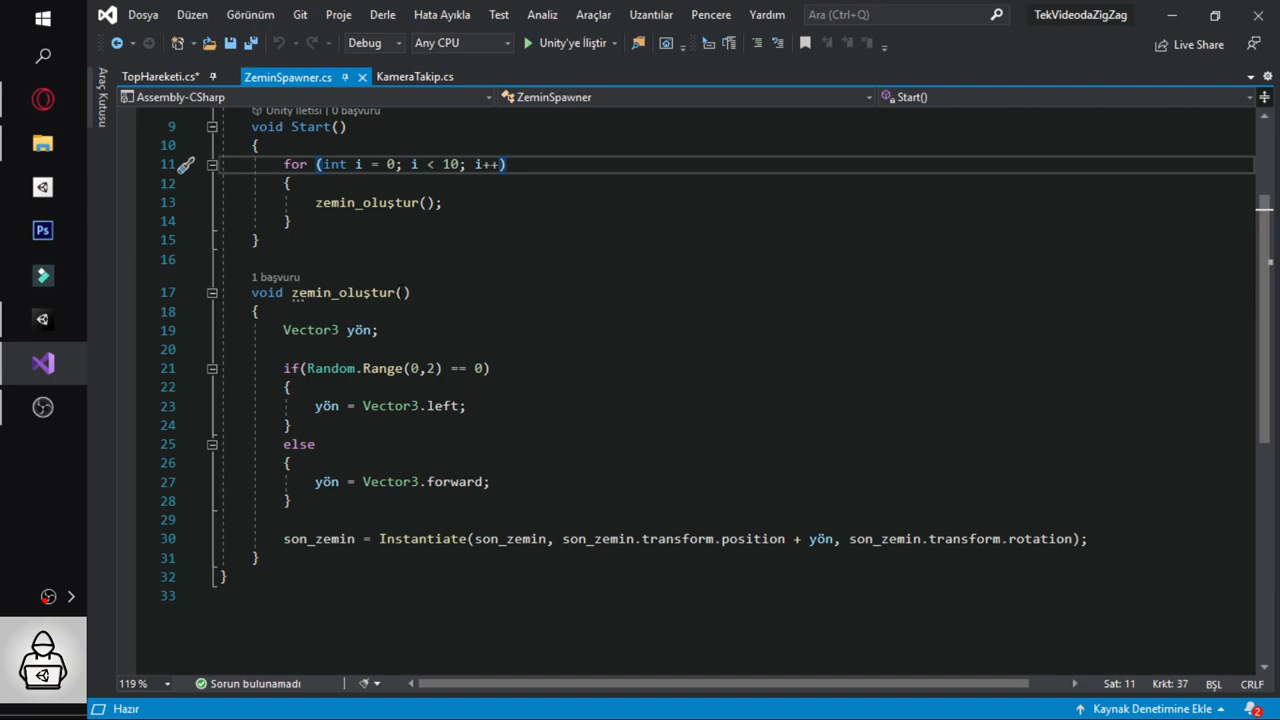 Dosya Düzen Görünüm Git Proje Derle Hata Ayıkla Test Analiz Araçlar Uzantılar Pencere Yardım Ara (Ctrl+Q) TekVideodaZigZag
Debug Any CPU Unity'ye İliştir Live Share
Araç Kutusu
TopHareketi.cs* ZeminSpawner.cs KameraTakip.cs
Assembly-CSharp ZeminSpawner Start()
Unity İletisi | 0 başvuru
9 void Start()
10 {
11 for (int i = 0; i < 10; i++)
12 {
13 zemin_oluştur();
14 }
15 }
16
1 başvuru
17 void zemin_oluştur()
18 {
19 Vector3 yön;
20
21 if(Random.Range(0,2) == 0)
22 {
23 yön = Vector3.left;
24 }
25 else
26 {
27 yön = Vector3.forward;
28 }
29
30 son_zemin = Instantiate(son_zemin, son_zemin.transform.position + yön, son_zemin.transform.rotation);
31 }
32 }
33
119 % Sorun bulunamadı Sat: 11 Krkt: 37 BŞL CRLF
Hazır Kaynak Denetimine Ekle 2
Ps